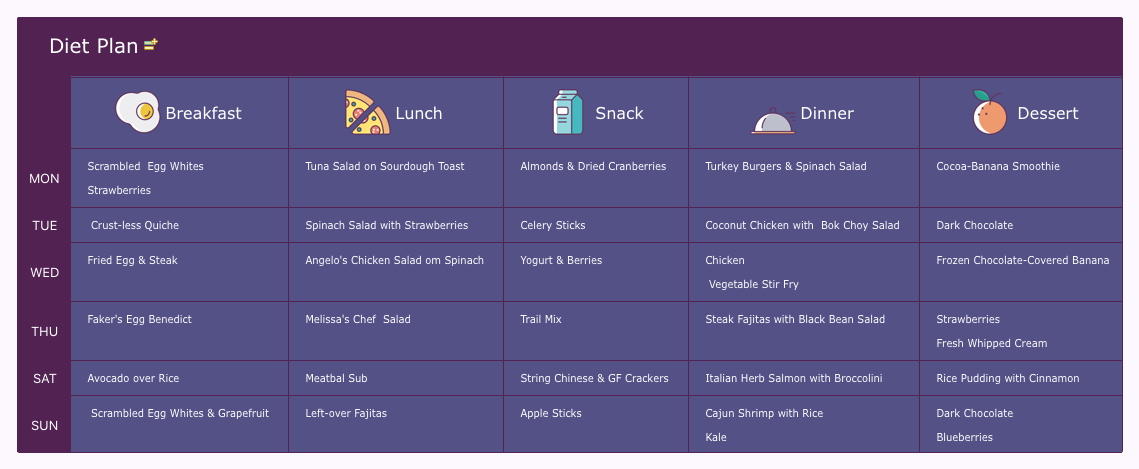 Diet Plan
Breakfast Lunch Snack Dinner Dessert
MON
Scrambled  Egg Whites
Strawberries
Tuna Salad on Sourdough Toast
Almonds & Dried Cranberries
Turkey Burgers & Spinach Salad
Cocoa-Banana Smoothie
TUE
Crust-less Quiche
Spinach Salad with Strawberries
Celery Sticks
Coconut Chicken with  Bok Choy Salad
Dark Chocolate
WED
Fried Egg & Steak
Angelo's Chicken Salad om Spinach
Yogurt & Berries
Chicken
Vegetable Stir Fry
Frozen Chocolate-Covered Banana
THU
Faker's Egg Benedict
Melissa's Chef  Salad
Trail Mix
Steak Fajitas with Black Bean Salad
Strawberries
Fresh Whipped Cream
SAT
Avocado over Rice
Meatbal Sub
String Chinese & GF Crackers
Italian Herb Salmon with Broccolini
Rice Pudding with Cinnamon
SUN
Scrambled Egg Whites & Grapefruit
Left-over Fajitas
Apple Sticks
Cajun Shrimp with Rice
Kale
Dark Chocolate
Blueberries